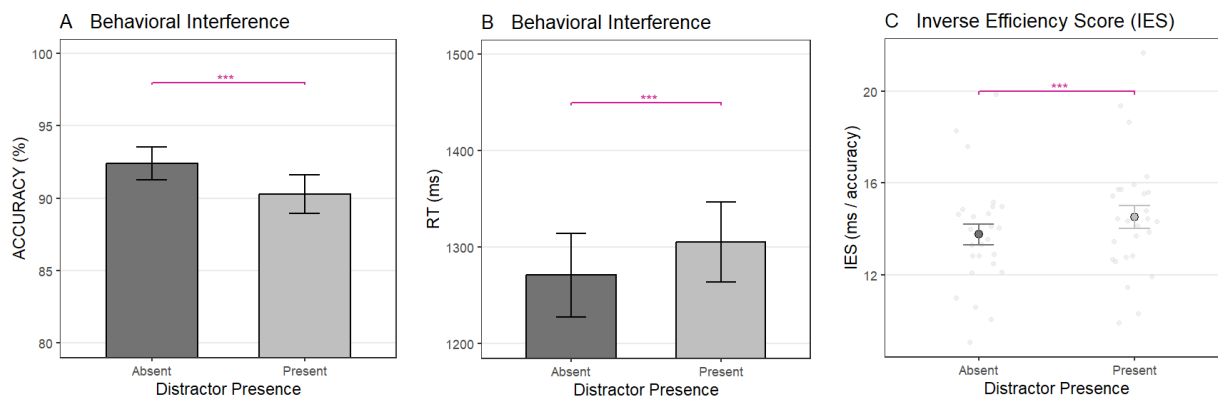 A Behavioral Interference
100
95
90
85
80
ACCURACY (%)
***
Absent
Present
Distractor Presence
B Behavioral Interference
1500
1400
1300
1200
RT (ms)
***
Absent
Present
Distractor Presence
C Inverse Efficiency Score (IES)
20
16
12
IES (ms / accuracy)
***
Absent
Present
Distractor Presence